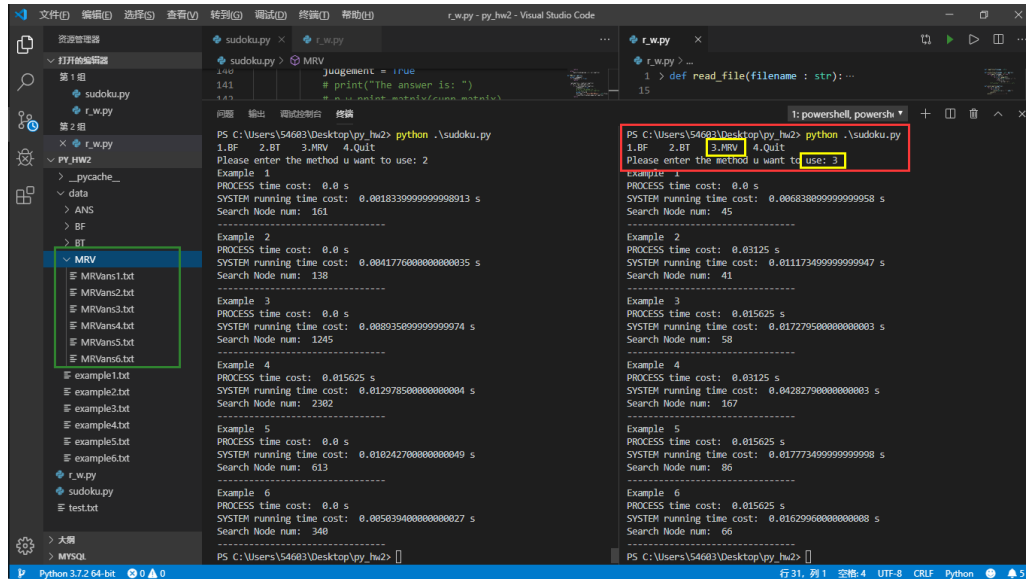 文件(F) 编辑(E) 选择(S) 查看(V) 转到(G) 调试(D) 终端(T) 帮助(H) r_w.py - py_hw2 - Visual Studio Code
资源管理器
打开的编辑器
第 1 组
sudoku.py
r_w.py
第 2 组
r_w.py
PY_HW2
__pycache__
data
ANS
BF
BT
MRV
MRVans1.txt
MRVans2.txt
MRVans3.txt
MRVans4.txt
MRVans5.txt
MRVans6.txt
example1.txt
example2.txt
example3.txt
example4.txt
example5.txt
example6.txt
r_w.py
sudoku.py
test.txt
大纲
MYSQL
sudoku.py r_w.py
sudoku.py > MRV
140 judgement = True
141 # print("The answer is: ")
142 # n_w.print_matrix(cupp_matrix)
r_w.py
r_w.py > ...
1 > def read_file(filename : str):...
15
问题 输出 调试控制台 终端 1: powershell, powersh
PS C:\Users\54603\Desktop\py_hw2> python .\sudoku.py
1.BF 2.BT 3.MRV 4.Quit
Please enter the method u want to use: 2
Example 1
PROCESS time cost: 0.0 s
SYSTEM running time cost: 0.0018339999999998913 s
Search Node num: 161
--------------------------------
Example 2
PROCESS time cost: 0.0 s
SYSTEM running time cost: 0.0041776000000000035 s
Search Node num: 138
--------------------------------
Example 3
PROCESS time cost: 0.0 s
SYSTEM running time cost: 0.008935099999999974 s
Search Node num: 1245
--------------------------------
Example 4
PROCESS time cost: 0.015625 s
SYSTEM running time cost: 0.012978500000000004 s
Search Node num: 2302
--------------------------------
Example 5
PROCESS time cost: 0.0 s
SYSTEM running time cost: 0.010242700000000049 s
Search Node num: 613
--------------------------------
Example 6
PROCESS time cost: 0.0 s
SYSTEM running time cost: 0.005039400000000027 s
Search Node num: 340
--------------------------------
PS C:\Users\54603\Desktop\py_hw2>
PS C:\Users\54603\Desktop\py_hw2> python .\sudoku.py
1.BF 2.BT 3.MRV 4.Quit
Please enter the method u want to use: 3
Example 1
PROCESS time cost: 0.0 s
SYSTEM running time cost: 0.006838099999999958 s
Search Node num: 45
--------------------------------
Example 2
PROCESS time cost: 0.03125 s
SYSTEM running time cost: 0.011173499999999947 s
Search Node num: 41
--------------------------------
Example 3
PROCESS time cost: 0.015625 s
SYSTEM running time cost: 0.017279500000000003 s
Search Node num: 58
--------------------------------
Example 4
PROCESS time cost: 0.03125 s
SYSTEM running time cost: 0.04282790000000003 s
Search Node num: 167
--------------------------------
Example 5
PROCESS time cost: 0.015625 s
SYSTEM running time cost: 0.017773499999999998 s
Search Node num: 86
--------------------------------
Example 6
PROCESS time cost: 0.015625 s
SYSTEM running time cost: 0.01629960000000008 s
Search Node num: 66
--------------------------------
PS C:\Users\54603\Desktop\py_hw2>
Python 3.7.2 64-bit 0 0 行 31, 列 1 空格: 4 UTF-8 CRLF Python 5